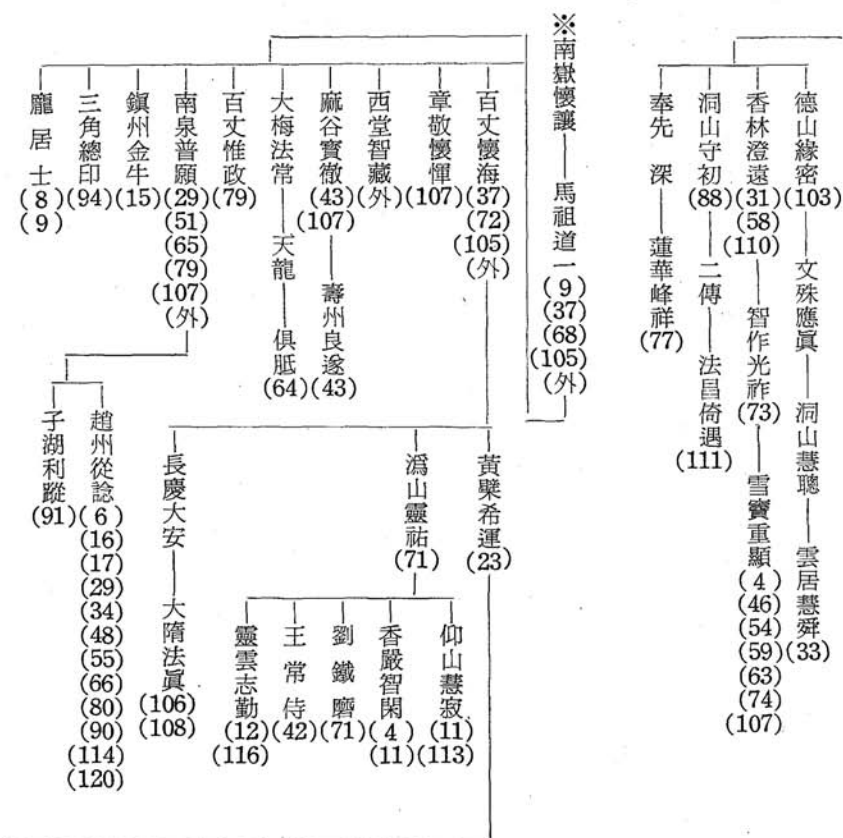 德山緣密(103)——文殊應眞——洞山慧聰——雲居慧舜(33)
香林澄遠(31)(58)(110)——智作光祚(73)——雪竇重顯(4)(46)(54)(59)(63)(74)(107)
洞山守初(88)——二傳——法昌倚遇(111)
奉先 深——蓮華峰祥(77)
※南嶽懷讓——馬祖道一(9)(37)(68)(105)(外)
百丈懷海(37)(72)(105)(外)
章敬懷惲(107)
西堂智藏(外)
麻谷寶徹(43)(107)——壽州良遂(43)
大梅法常——天龍——俱胝(64)
百丈惟政(79)
南泉普願(29)(51)(65)(79)(107)(外)
鎭州金牛(15)
三角總印(94)
龐居士(8)(9)
黃檗希運(23)
潙山靈祐(71)
長慶大安——大隋法眞(106)(108)
仰山慧寂(11)(113)
香嚴智閑(4)(11)
劉鐵磨(71)
王常侍(42)
靈雲志勤(12)(116)
趙州從諗(6)(16)(17)(29)(34)(48)(55)(66)(80)(90)(114)(120)
子湖利蹤(91)